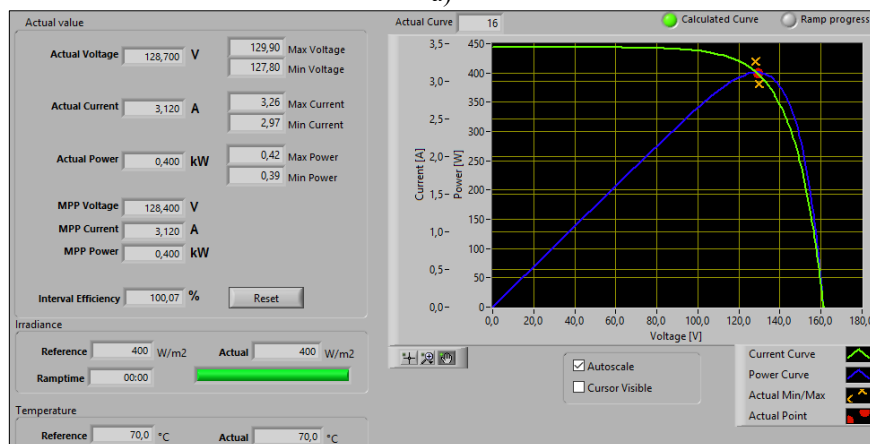 a)
Actual value
Actual Voltage 128,700 V
129,90 Max Voltage
127,80 Min Voltage
Actual Current 3,120 A
3,26 Max Current
2,97 Min Current
Actual Power 0,400 kW
0,42 Max Power
0,39 Min Power
MPP Voltage 128,400 V
MPP Current 3,120 A
MPP Power 0,400 kW
Interval Efficiency 100,07 %
Reset
Irradiance
Reference 400 W/m2 Actual 400 W/m2
Ramptime 00:00
Temperature
Reference 70,0 °C Actual 70,0 °C
Actual Curve 16
Calculated Curve
Ramp progress
3,5-
3,0-
2,5-
2,0-
1,5-
1,0-
0,5-
0,0-
Current [A]
450
400-
350-
300-
250-
200-
150-
100-
50-
0-
Power [W]
0,0 20,0 40,0 60,0 80,0 100,0 120,0 140,0 160,0 180,0
Voltage [V]
Autoscale
Cursor Visible
Current Curve
Power Curve
Actual Min/Max
Actual Point